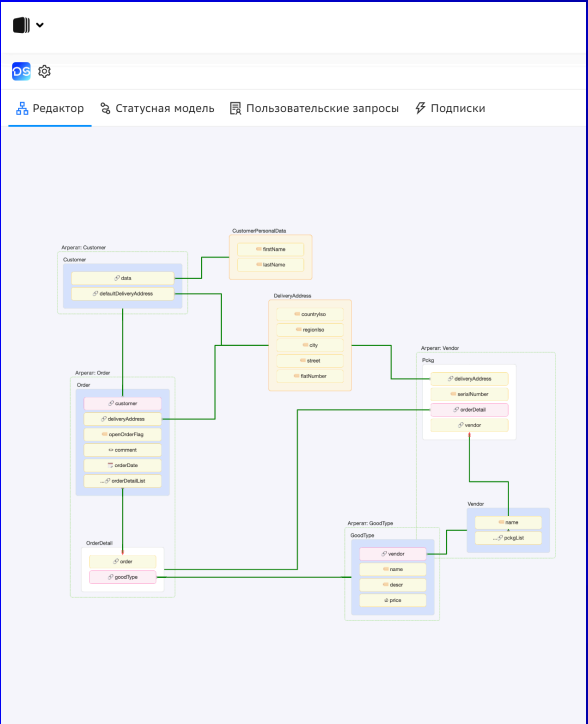 DS
Редактор
Статусная модель
Пользовательские запросы
Подписки
CustomerPersonalData
firstName
lastName
Агрегат: Customer
Customer
data
defaultDeliveryAddress
DeliveryAddress
countryIso
regionIso
city
street
flatNumber
Агрегат: Vendor
Pckg
deliveryAddress
serialNumber
orderDetail
vendor
Агрегат: Order
Order
customer
deliveryAddress
openOrderFlag
comment
orderDate
...orderDetailList
Vendor
name
...pckgList
Агрегат: GoodType
GoodType
vendor
name
descr
price
OrderDetail
order
goodType